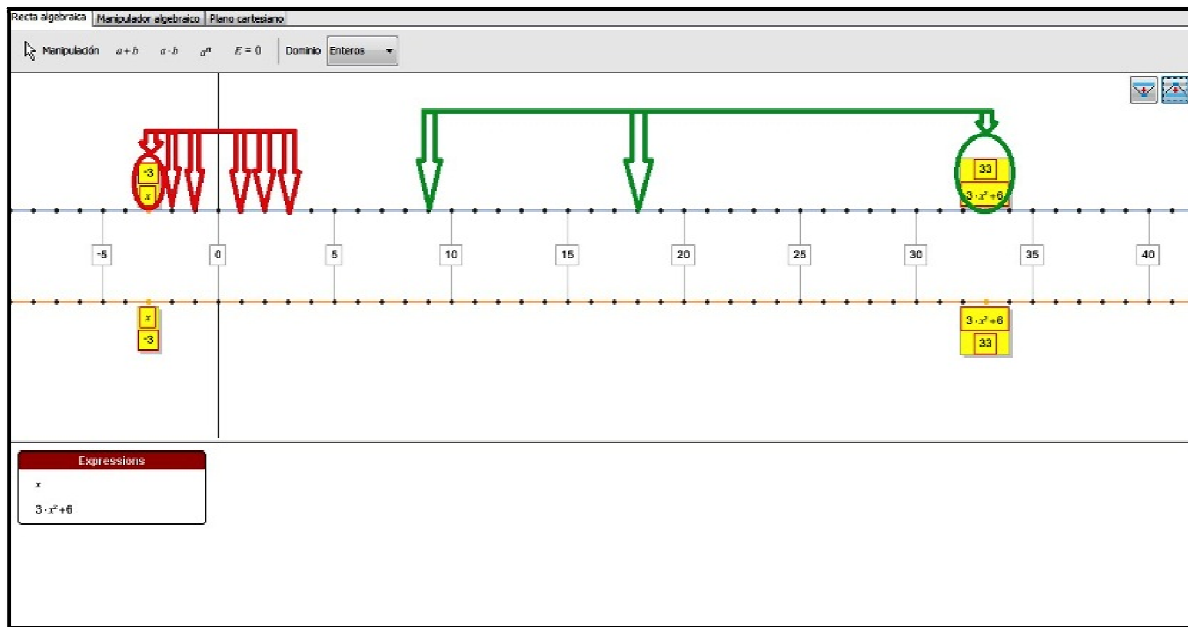 Recta algebraica Manipulador algebraico Plano cartesiano
Manipulación a+b a·b aⁿ E = 0 Dominio Enteros
-3 33
x 3·x²+6
-5 0 5 10 15 20 25 30 35 40
x 3·x²+6
-3 33
Expressions
x
3·x²+6